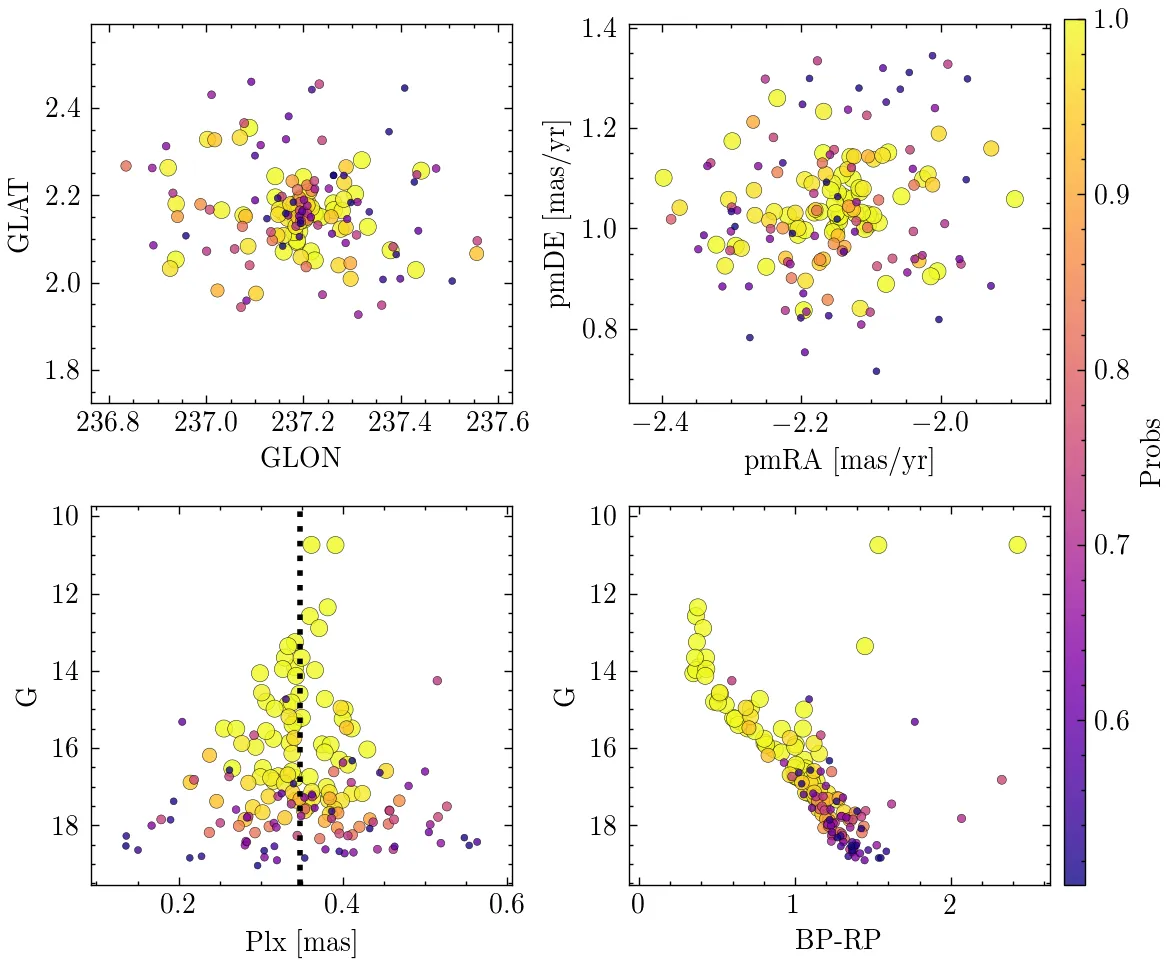 2.4
2.2
2.0
1.8
GLAT
236.8 237.0 237.2 237.4 237.6
GLON
1.4
1.2
1.0
0.8
pmDE [mas/yr]
−2.4 −2.2 −2.0
pmRA [mas/yr]
10
12
14
16
18
G
0.2 0.4 0.6
Plx [mas]
10
12
14
16
18
G
0 1 2
BP-RP
1.0
0.9
0.8
0.7
0.6
Probs